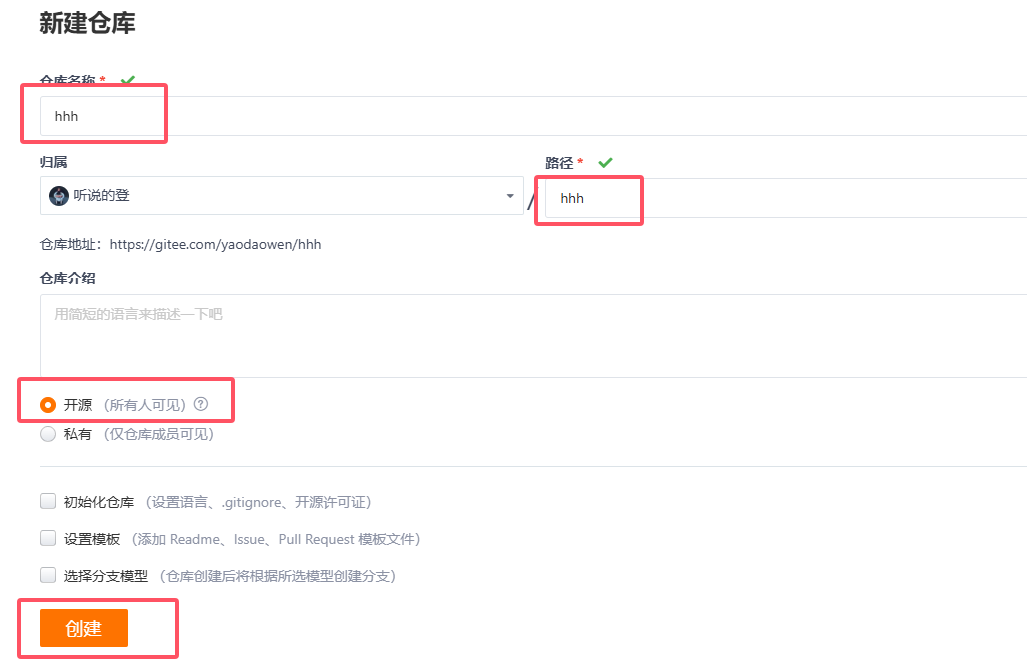 新建仓库
仓库名称 *
hhh
归属
路径 *
听说的登
/
hhh
仓库地址：https://gitee.com/yaodaowen/hhh
仓库介绍
用简短的语言来描述一下吧
开源 （所有人可见） ?
私有 （仅仓库成员可见）
初始化仓库 （设置语言、.gitignore、开源许可证）
设置模板 （添加 Readme、Issue、Pull Request 模板文件）
选择分支模型 （仓库创建后将根据所选模型创建分支）
创建